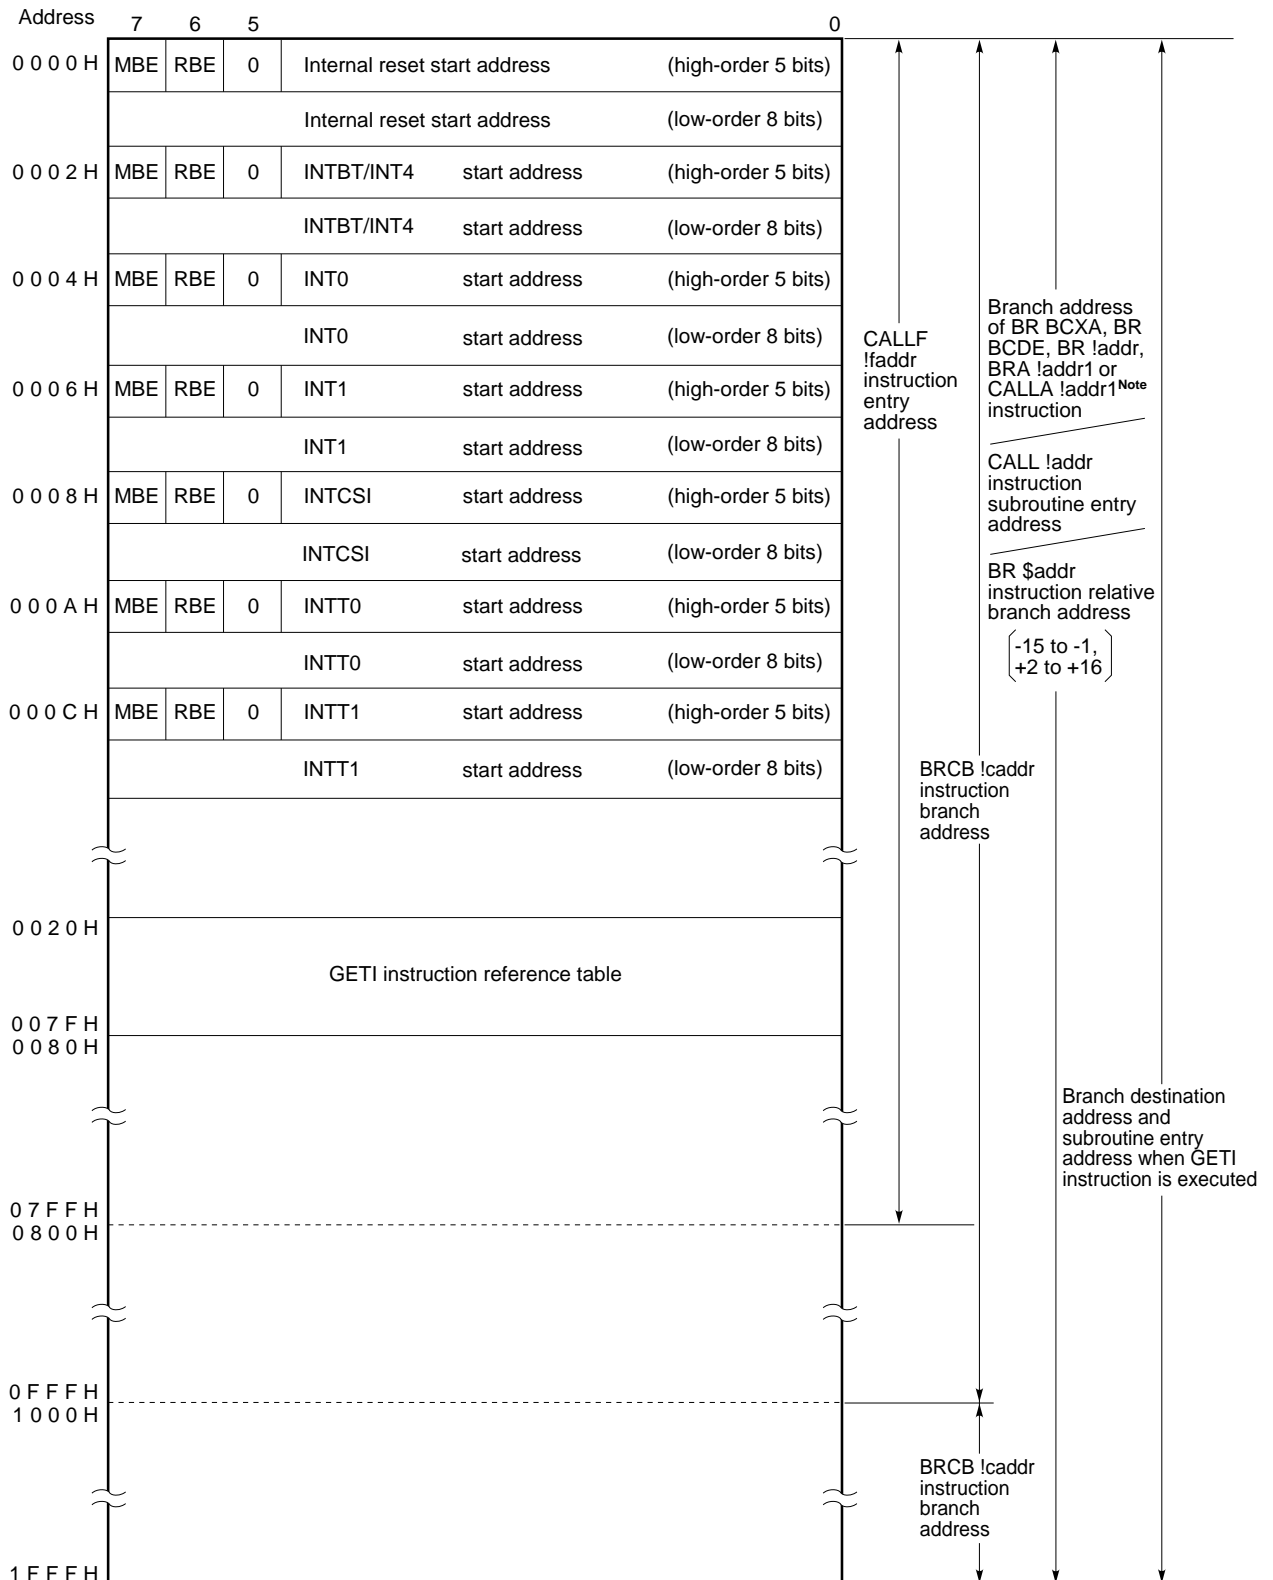 Address 7 6 5 0
0000H MBE RBE 0 Internal reset start address (high-order 5 bits)
Internal reset start address (low-order 8 bits)
0002H MBE RBE 0 INTBT/INT4 start address (high-order 5 bits)
INTBT/INT4 start address (low-order 8 bits)
0004H MBE RBE 0 INT0 start address (high-order 5 bits)
INT0 start address (low-order 8 bits)
0006H MBE RBE 0 INT1 start address (high-order 5 bits)
INT1 start address (low-order 8 bits)
0008H MBE RBE 0 INTCSI start address (high-order 5 bits)
INTCSI start address (low-order 8 bits)
000AH MBE RBE 0 INTT0 start address (high-order 5 bits)
INTT0 start address (low-order 8 bits)
000CH MBE RBE 0 INTT1 start address (high-order 5 bits)
INTT1 start address (low-order 8 bits)
0020H
GETI instruction reference table
007FH
0080H
07FFH
0800H
0FFFH
1000H
1FFFH
CALLF
!faddr
instruction
entry
address
BRCB !caddr
instruction
branch
address
BRCB !caddr
instruction
branch
address
Branch address
of BR BCXA, BR
BCDE, BR !addr,
BRA !addr1 or
CALLA !addr1Note
instruction
CALL !addr
instruction
subroutine entry
address
BR $addr
instruction relative
branch address
-15 to -1,
+2 to +16
Branch destination
address and
subroutine entry
address when GETI
instruction is executed